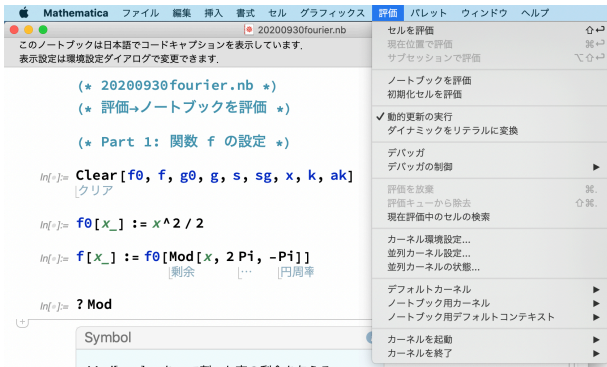 Mathematica ファイル 編集 挿入 書式 セル グラフィックス 評価 パレット ウィンドウ ヘルプ
20200930fourier.nb
このノートブックは日本語でコードキャプションを表示しています.
表示設定は環境設定ダイアログで変更できます.
(* 20200930fourier.nb *)
(* 評価→ノートブックを評価 *)
(* Part 1: 関数 f の設定 *)
In[•]:= Clear[f0, f, g0, g, s, sg, x, k, ak]
クリア
In[•]:= f0[x_] := x^2/2
In[•]:= f[x_] := f0[Mod[x, 2 Pi, -Pi]]
剰余 … 円周率
In[•]:= ? Mod
Symbol
セルを評価 ⇧⏎
現在位置で評価 ⌘⏎
サブセッションで評価 ⌥⇧⏎
ノートブックを評価
初期化セルを評価
✓ 動的更新の実行
ダイナミックをリテラルに変換
デバッガ
デバッガの制御 ▶
評価を放棄 ⌘.
評価キューから除去 ⇧⌘.
現在評価中のセルの検索
カーネル環境設定...
並列カーネル設定...
並列カーネルの状態...
デフォルトカーネル ▶
ノートブック用カーネル ▶
ノートブック用デフォルトコンテキスト ▶
カーネルを起動 ▶
カーネルを終了 ▶